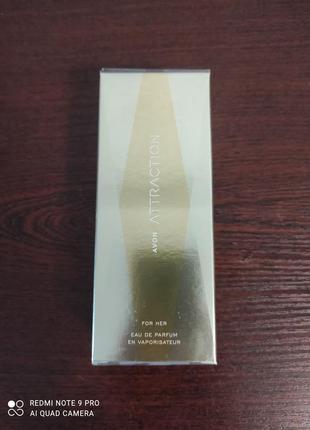 AVON ATTRACTION
FOR HER
EAU DE PARFUM
EN VAPORISATEUR
REDMI NOTE 9 PRO
AI QUAD CAMERA